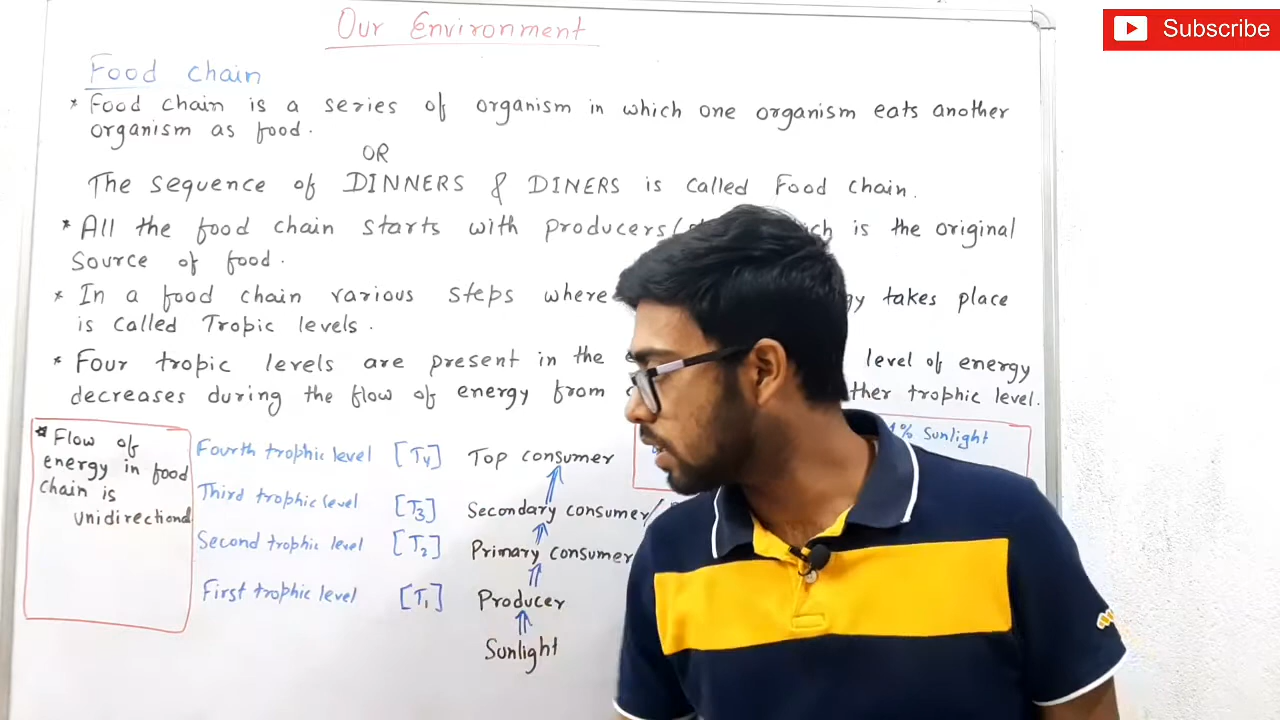 Our Environment
Subscribe
Food chain
* Food chain is a series of organism in which one organism eats another
organism as food.
OR
The sequence of DINNERS & DINERS is called Food chain.
* All the food chain starts with producers/ is the original
Source of food.
* In a food chain various steps where takes place
is called Tropic levels.
* Four tropic levels are present in the level of energy
decreases during the flow of energy from trophic level.
* Flow of
energy in food
chain is
unidirectional
Fourth trophic level [T4] Top consumer
Third trophic level [T3] Secondary consumer/
Second trophic level [T2] Primary consumer
First trophic level [T1] Producer
Sunlight
1% Sunlight